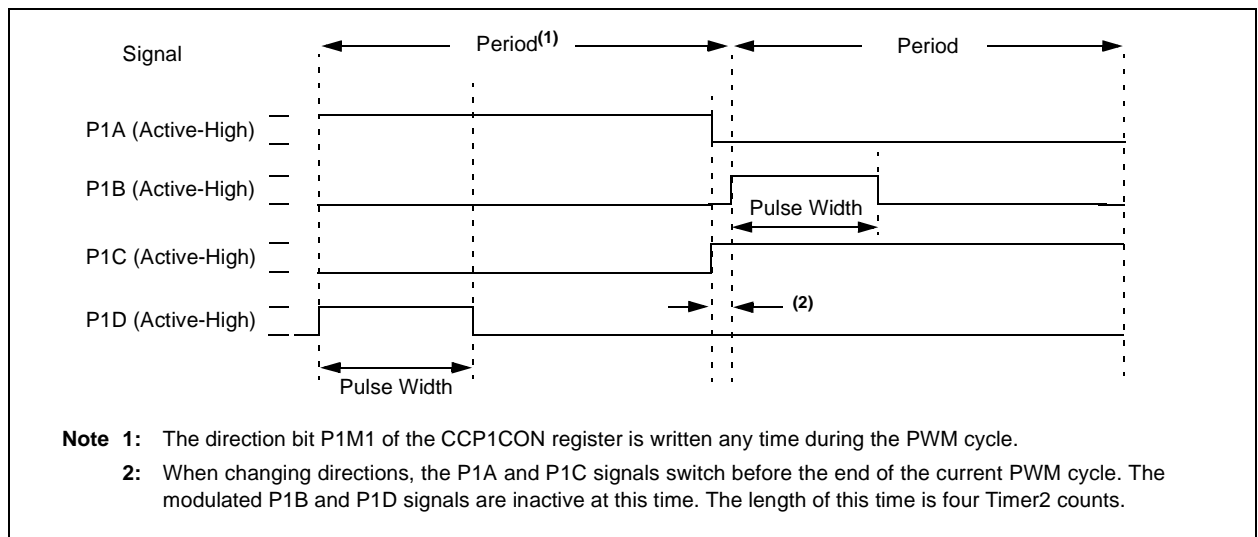 Signal
Period(1)
Period
P1A (Active-High)
P1B (Active-High)
Pulse Width
P1C (Active-High)
(2)
P1D (Active-High)
Pulse Width
Note 1: The direction bit P1M1 of the CCP1CON register is written any time during the PWM cycle.
2: When changing directions, the P1A and P1C signals switch before the end of the current PWM cycle. The
modulated P1B and P1D signals are inactive at this time. The length of this time is four Timer2 counts.